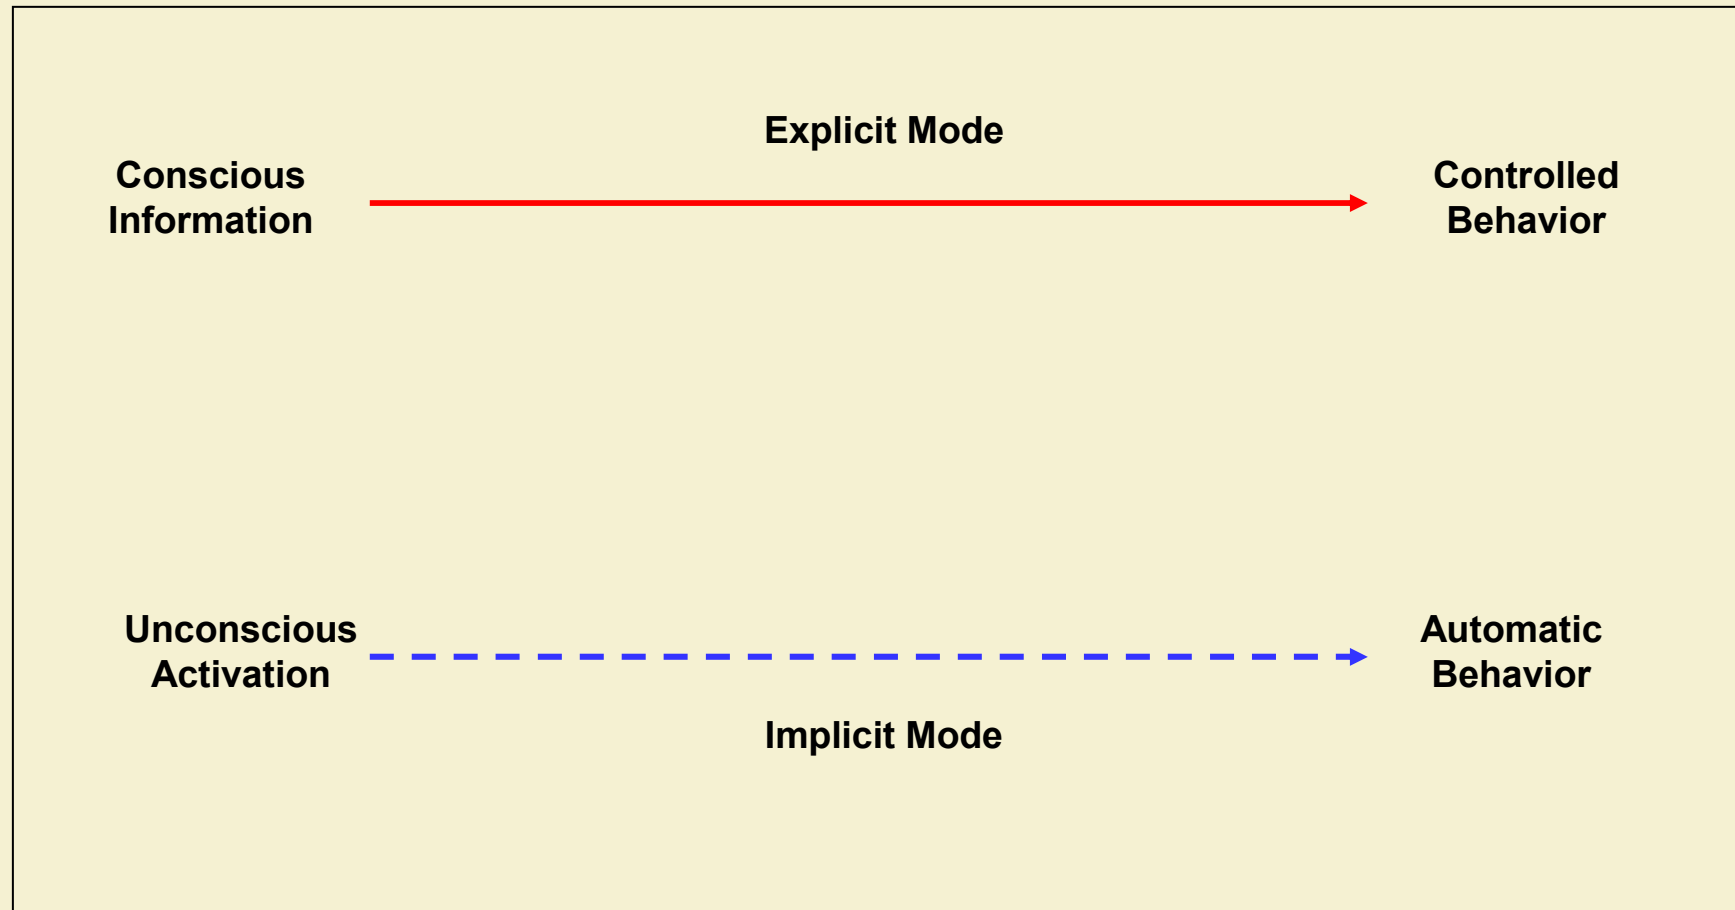 Explicit Mode
Conscious
Information
Controlled
Behavior
Unconscious
Activation
Automatic
Behavior
Implicit Mode